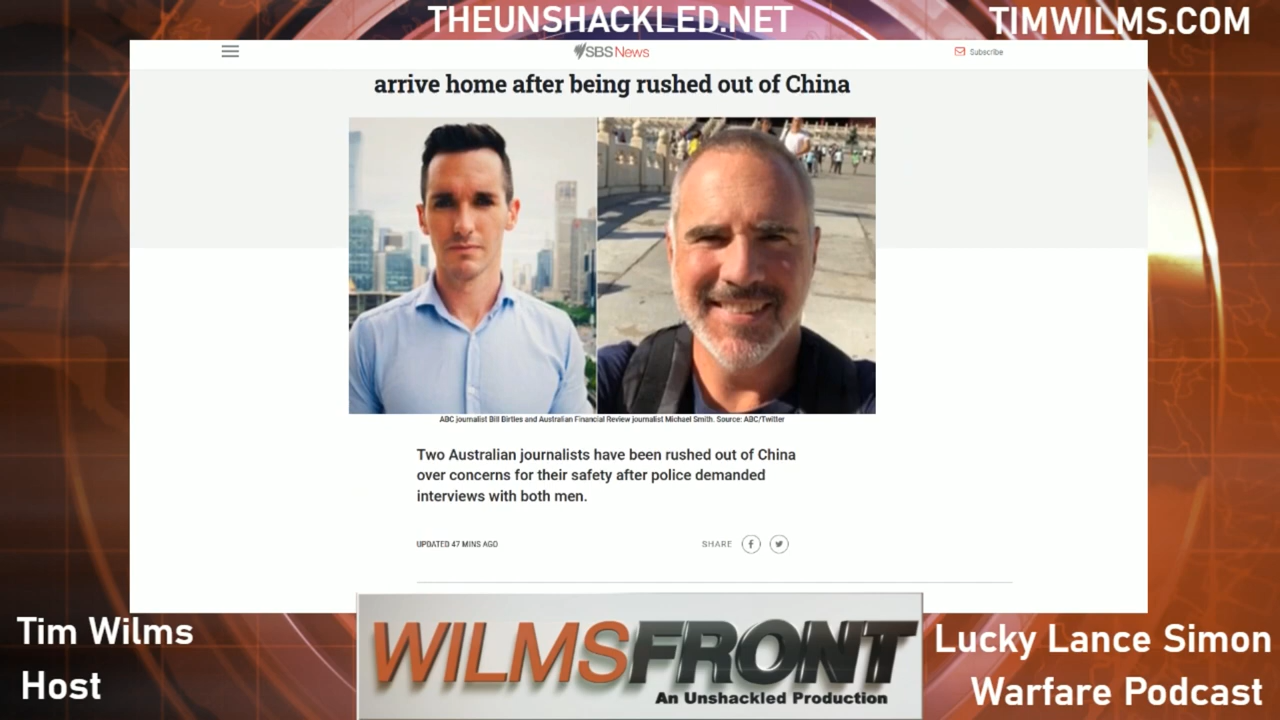 THEUNSHACKLED.NET
TIMWILMS.COM
SBS News
Subscribe
arrive home after being rushed out of China
ABC journalist Bill Birtles and Australian Financial Review journalist Michael Smith. Source: ABC/Twitter
Two Australian journalists have been rushed out of China
over concerns for their safety after police demanded
interviews with both men.
UPDATED 47 MINS AGO
SHARE
Tim Wilms
Host
WILMSFRONT
An Unshackled Production
Lucky Lance Simon
Warfare Podcast